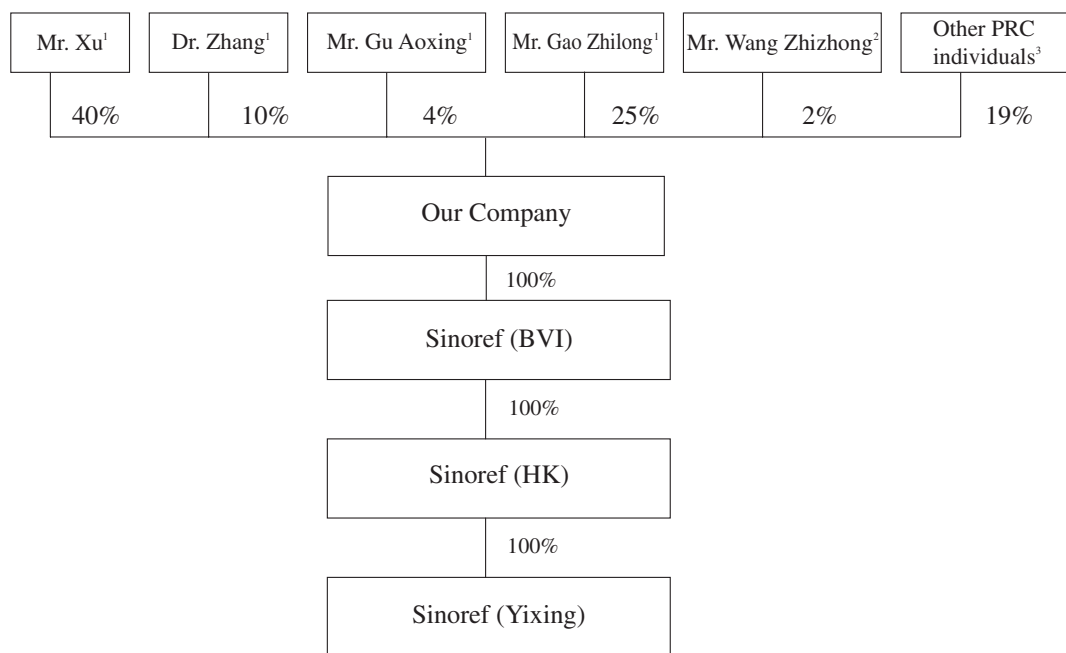 Mr. Xu¹
Dr. Zhang¹
Mr. Gu Aoxing¹
Mr. Gao Zhilong¹
Mr. Wang Zhizhong²
Other PRC
individuals³
40%
10%
4%
25%
2%
19%
Our Company
100%
Sinoref (BVI)
100%
Sinoref (HK)
100%
Sinoref (Yixing)